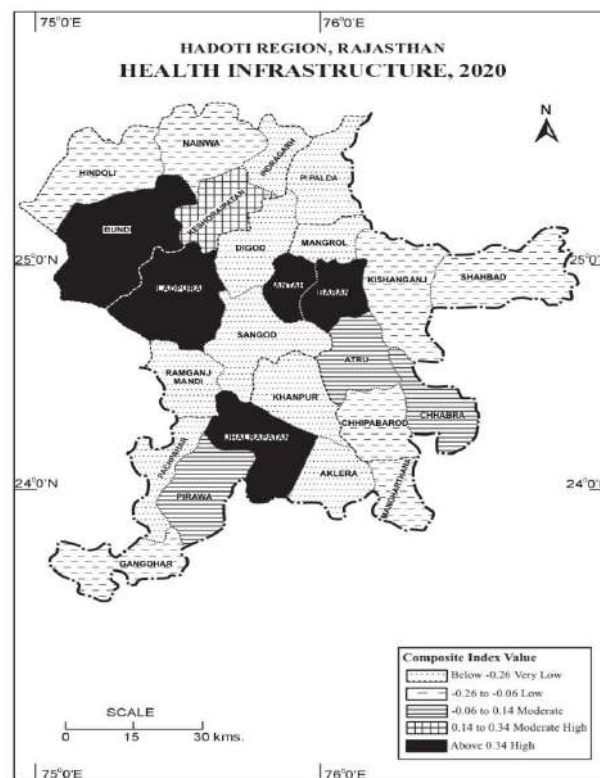 75°0'E 76°0'E
HADOTI REGION, RAJASTHAN
HEALTH INFRASTRUCTURE, 2020
N
NAINWA
INDRAGARH
HINDOLI
PIPALDA
KESHORAIPATAN
BUNDI
DIGOD
MANGROL
25°0'N 25°0'N
LADPURA
ANTAH
BARAN
KISHANGANJ
SHAHBAD
SANGOD
ATRU
RAMGANJ
MANDI
KHANPUR
CHHIPABAROD
CHHABRA
JHALRAPATAN
PACHPAHAR
AKLERA
24°0'N 24°0'N
PIRAWA
MANOHARTHANA
GANGDHAR
Composite Index Value
Below -0.26 Very Low
-0.26 to -0.06 Low
-0.06 to 0.14 Moderate
0.14 to 0.34 Moderate High
Above 0.34 High
SCALE
0 15 30 kms.
75°0'E 76°0'E